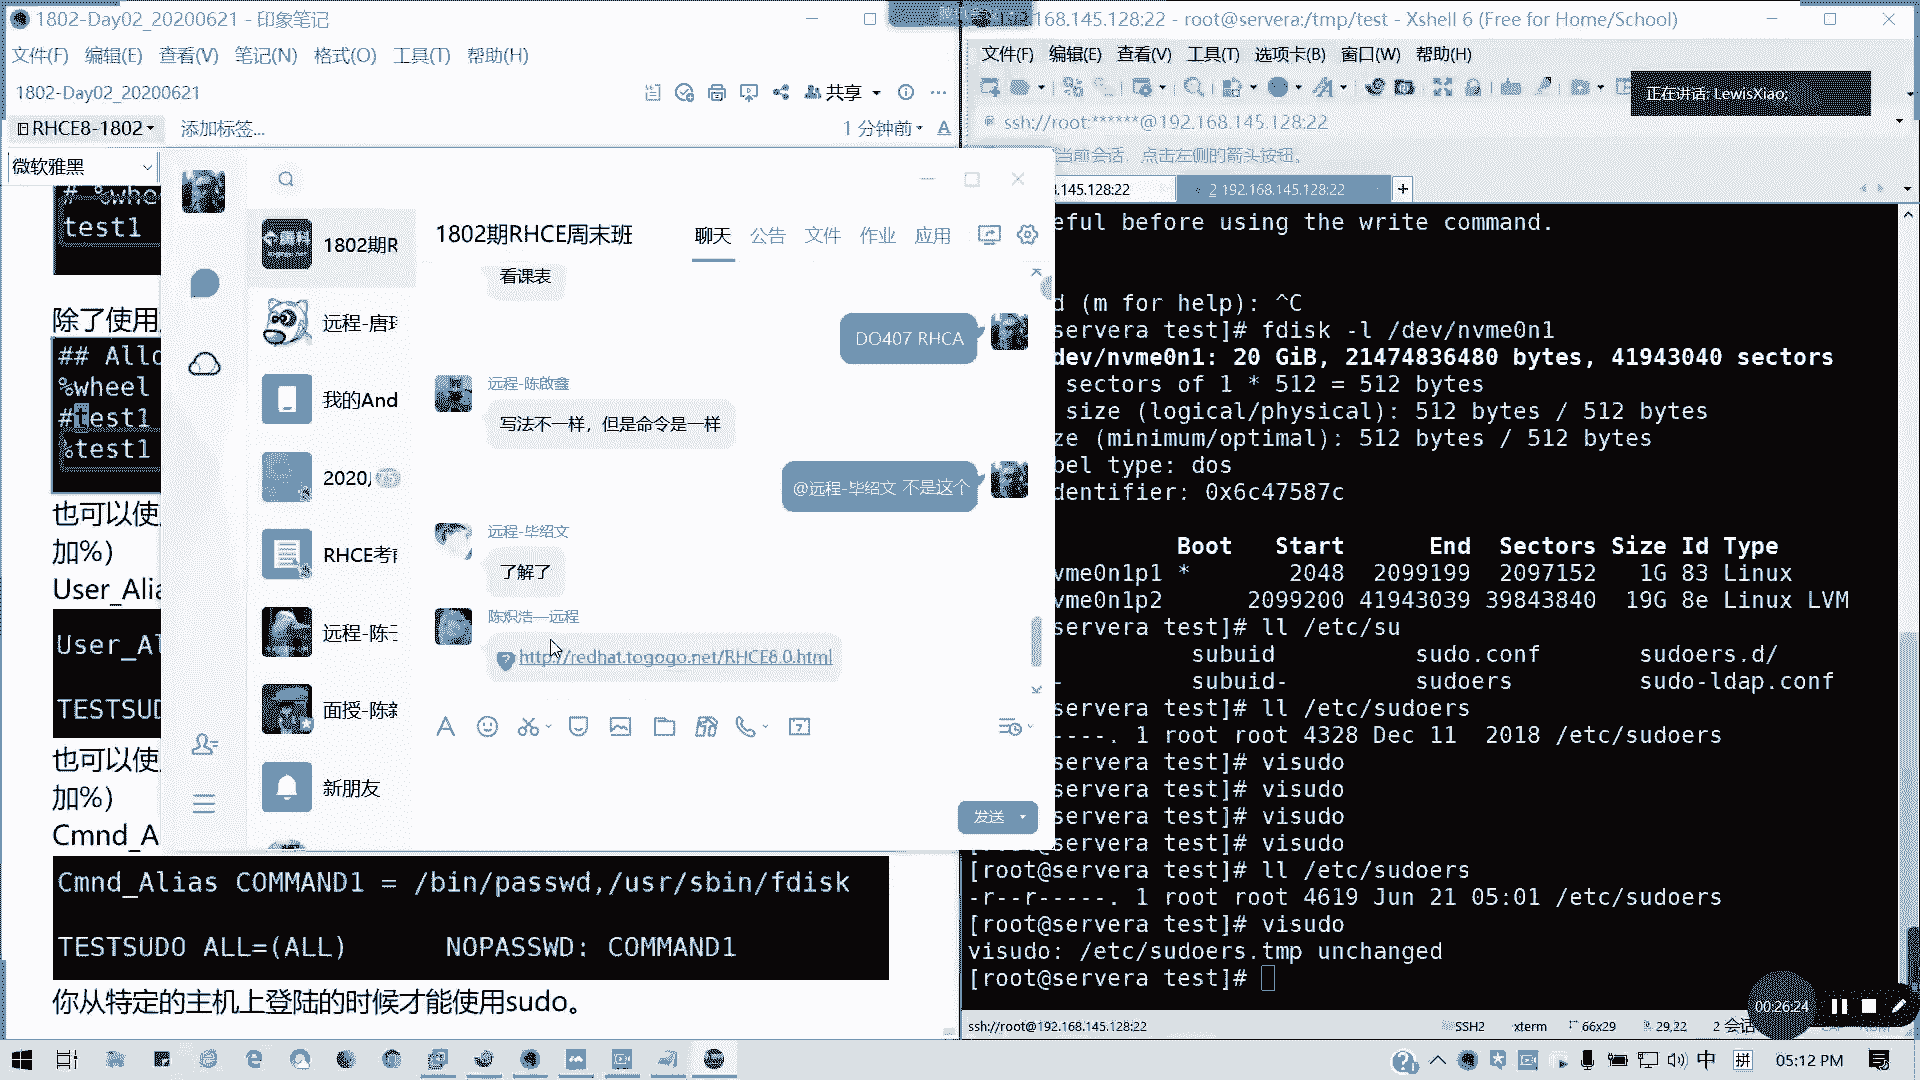 1802-Day02_20200621 - 印象笔记
文件(F) 编辑(E) 查看(V) 笔记(N) 格式(O) 工具(T) 帮助(H)
1802-Day02_20200621
共享
RHCE8-1802
添加标签...
1 分钟前
微软雅黑
# %whe
test1
除了使用
## Allo
%wheel
#test1
%test1
也可以使
加%)
User_Alia
User_Al
TESTSUD
也可以使
加%)
Cmnd_A
Cmnd_Alias COMMAND1 = /bin/passwd,/usr/sbin/fdisk
TESTSUDO ALL=(ALL) NOPASSWD: COMMAND1
你从特定的主机上登陆的时候才能使用sudo。
1802期R
远程-唐
我的And
2020
RHCE考
远程-陈
面授-陈
新朋友
1802期RHCE周末班
聊天 公告 文件 作业 应用
看课表
DO407 RHCA
远程-陈啟鑫
写法不一样，但是命令是一样
@远程-毕绍文 不是这个
远程-毕绍文
了解了
陈炽浩—远程
http://redhat.togogo.net/RHCE8.0.html
发送
168.145.128:22 - root@servera:/tmp/test - Xshell 6 (Free for Home/School)
文件(F) 编辑(E) 查看(V) 工具(T) 选项卡(B) 窗口(W) 帮助(H)
正在讲话: LewisXiao;
ssh://root:******@192.168.145.128:22
当前会话，点击左侧的箭头按钮。
.145.128:22
2 192.168.145.128:22
eful before using the write command.
d (m for help): ^C
servera test]# fdisk -l /dev/nvme0n1
dev/nvme0n1: 20 GiB, 21474836480 bytes, 41943040 sectors
sectors of 1 * 512 = 512 bytes
size (logical/physical): 512 bytes / 512 bytes
ze (minimum/optimal): 512 bytes / 512 bytes
bel type: dos
dentifier: 0x6c47587c
Boot Start End Sectors Size Id Type
vme0n1p1 * 2048 2099199 2097152 1G 83 Linux
vme0n1p2 2099200 41943039 39843840 19G 8e Linux LVM
servera test]# ll /etc/su
subuid sudo.conf sudoers.d/
- subuid- sudoers sudo-ldap.conf
servera test]# ll /etc/sudoers
----. 1 root root 4328 Dec 11 2018 /etc/sudoers
servera test]# visudo
servera test]# visudo
servera test]# visudo
[root@servera test]# visudo
[root@servera test]# ll /etc/sudoers
-r--r-----. 1 root root 4619 Jun 21 05:01 /etc/sudoers
[root@servera test]# visudo
visudo: /etc/sudoers.tmp unchanged
[root@servera test]#
00:26:24
ssh://root@192.168.145.128:22
SSH2 xterm 66x29 29,22 2 会话
中 拼 05:12 PM